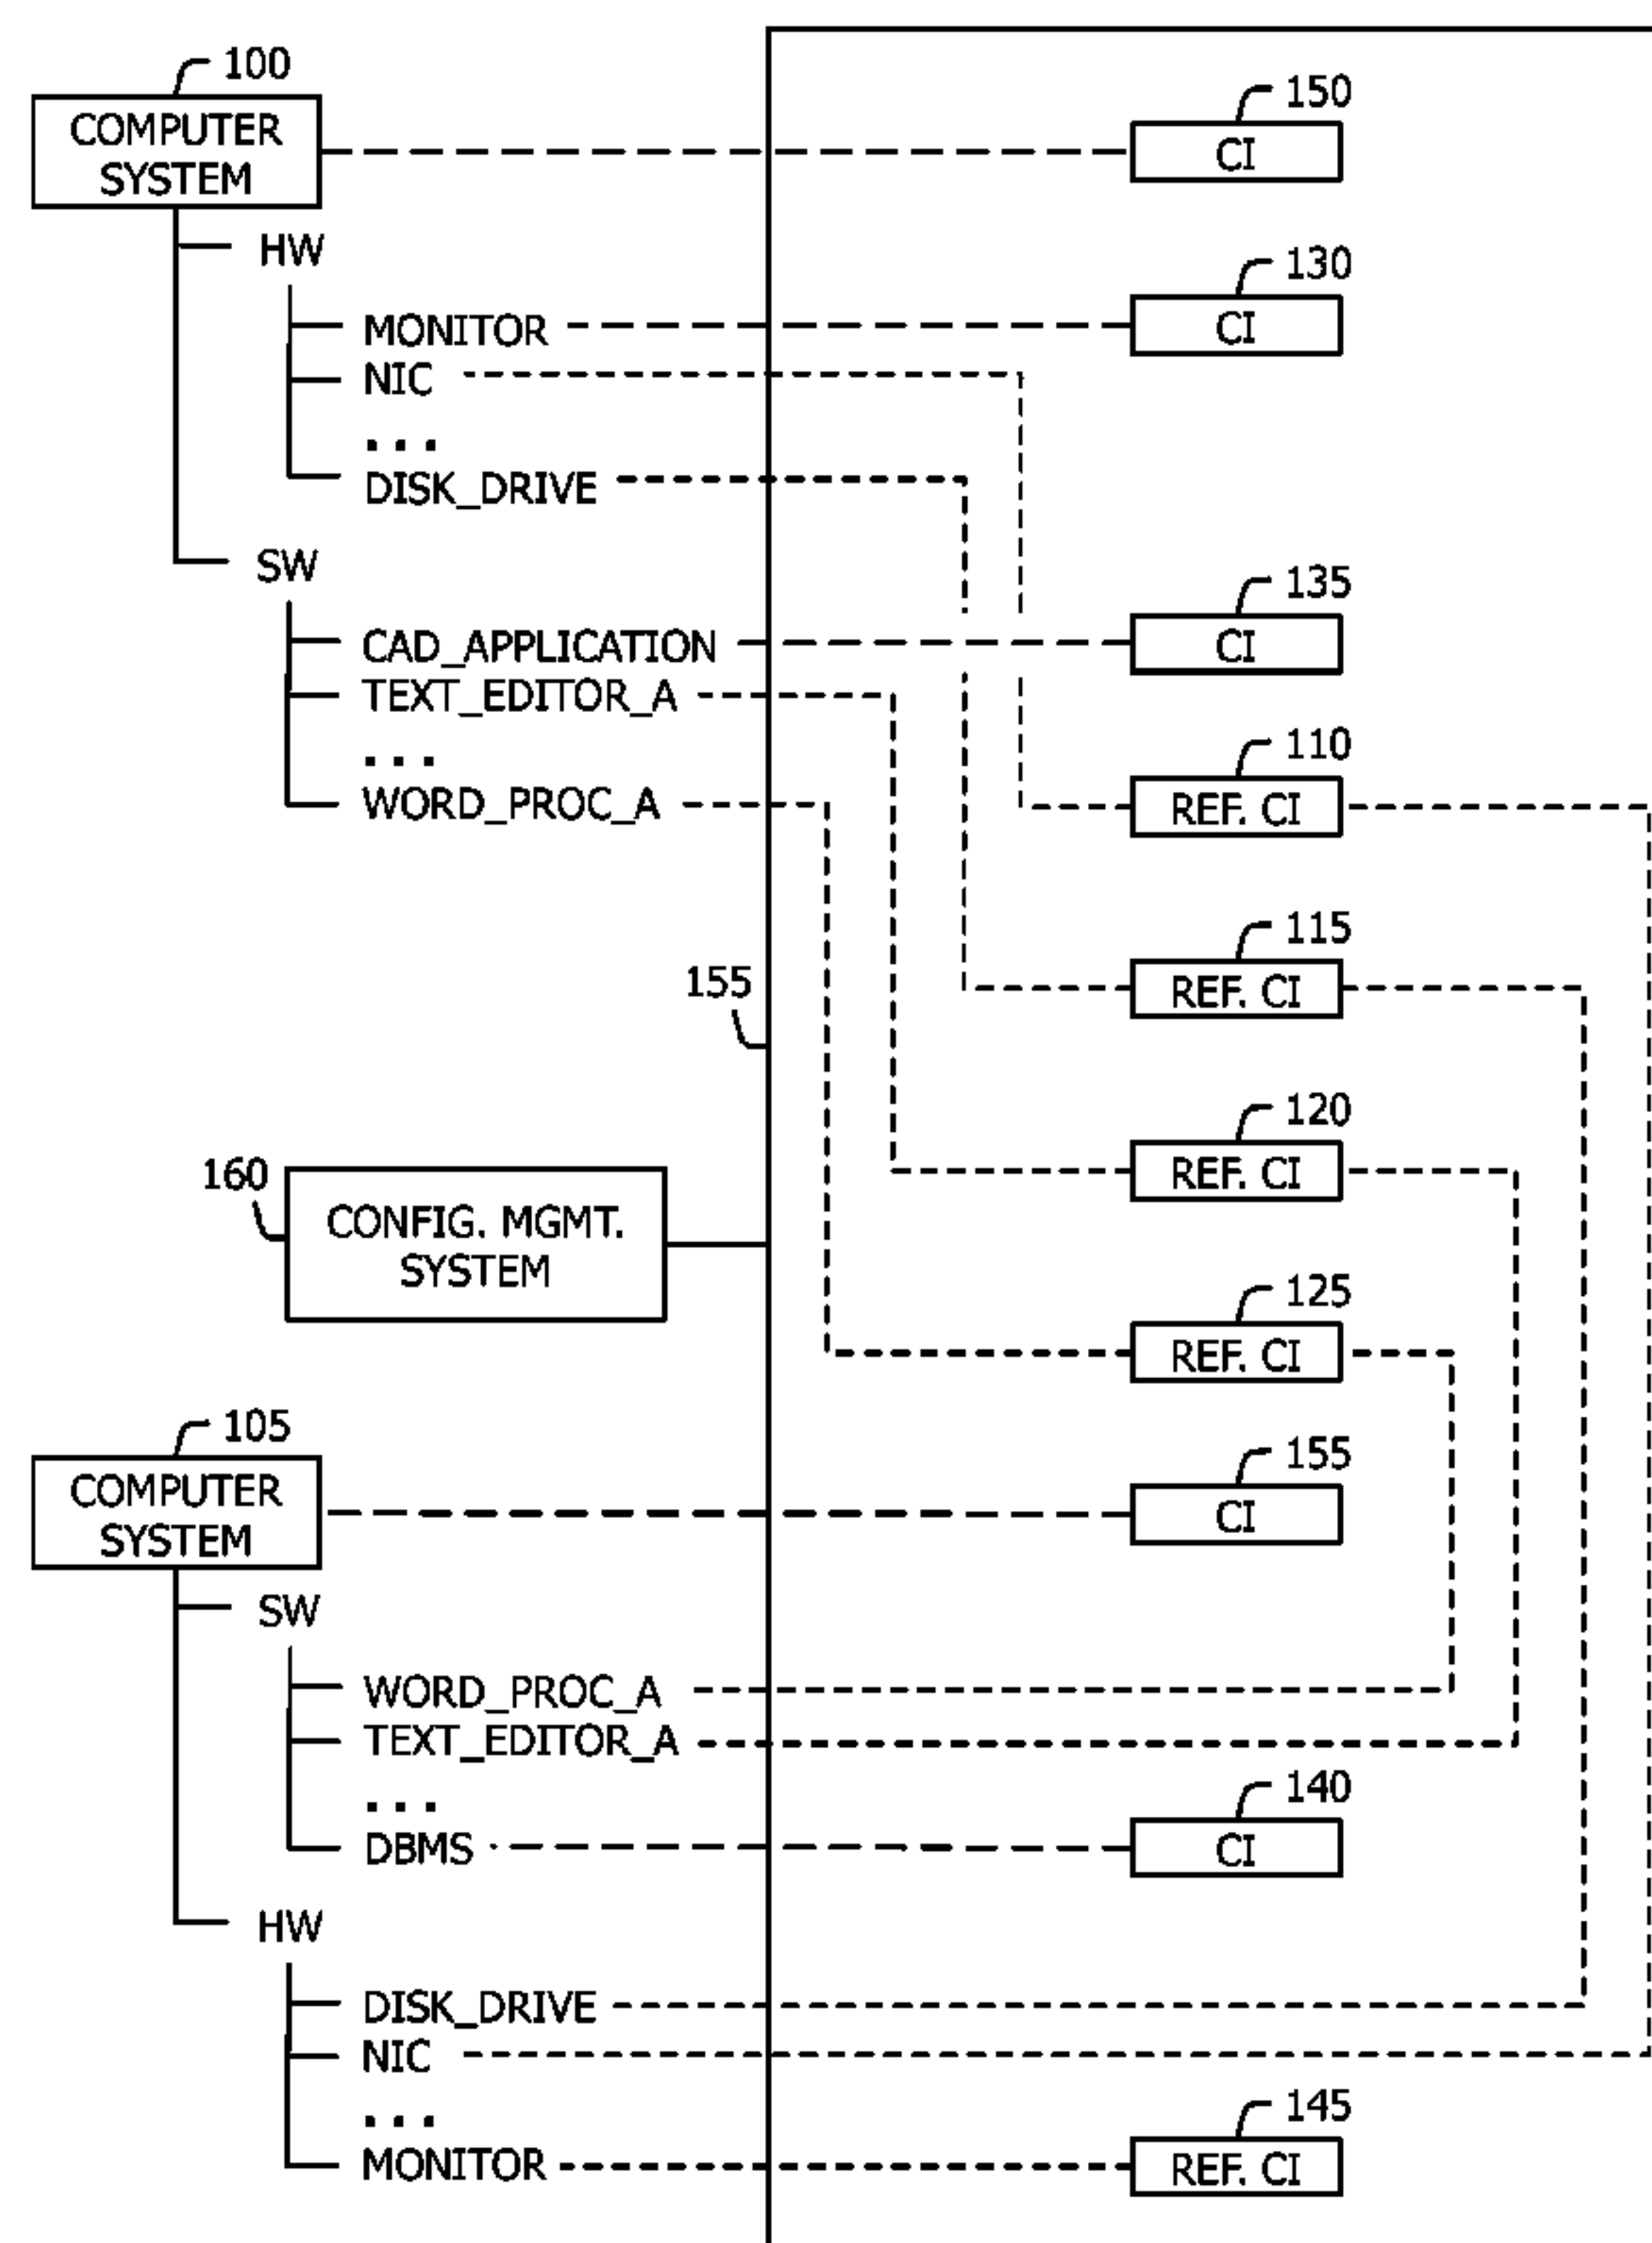 100
COMPUTER
SYSTEM
150
CI
HW
130
CI
MONITOR
NIC
...
DISK_DRIVE
SW
135
CI
CAD_APPLICATION
TEXT_EDITOR_A
...
WORD_PROC_A
110
REF. CI
115
REF. CI
155
120
REF. CI
160
CONFIG. MGMT.
SYSTEM
125
REF. CI
105
COMPUTER
SYSTEM
155
CI
SW
WORD_PROC_A
TEXT_EDITOR_A
...
DBMS
140
CI
HW
DISK_DRIVE
NIC
...
MONITOR
145
REF. CI